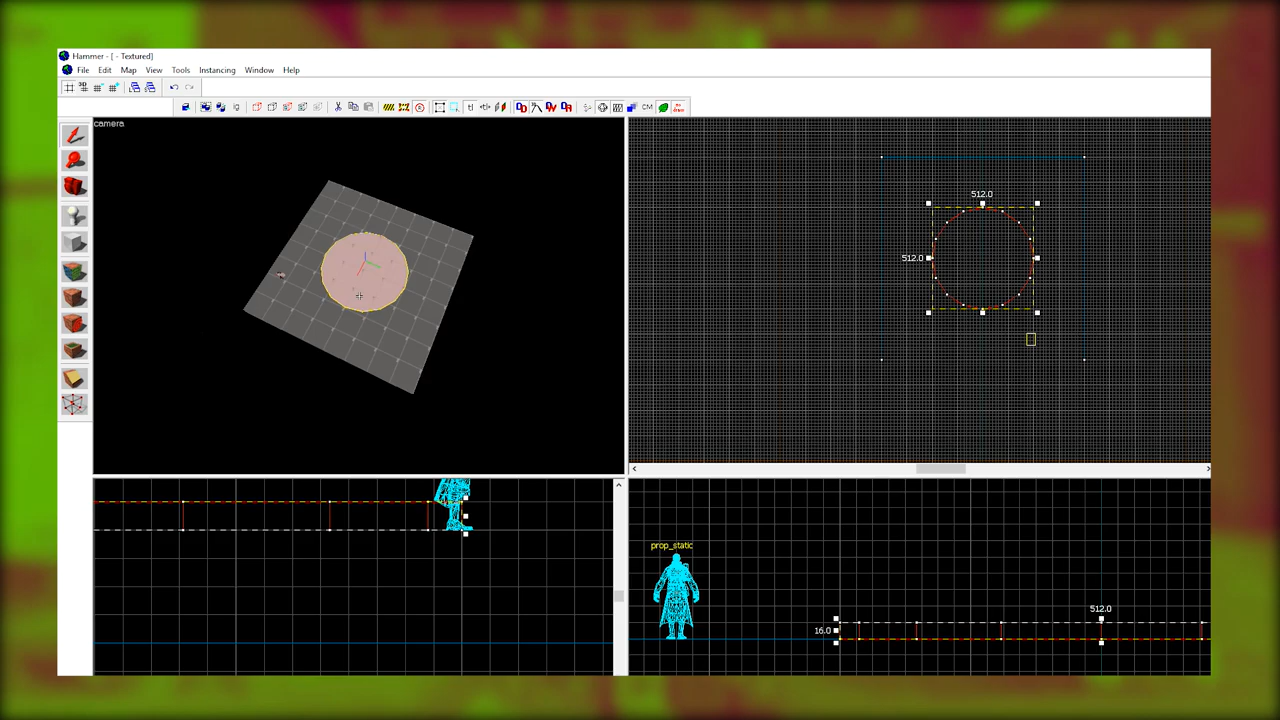 Hammer - [ - Textured]
File Edit Map View Tools Instancing Window Help
CM
camera
512.0
512.0
prop_static
512.0
16.0